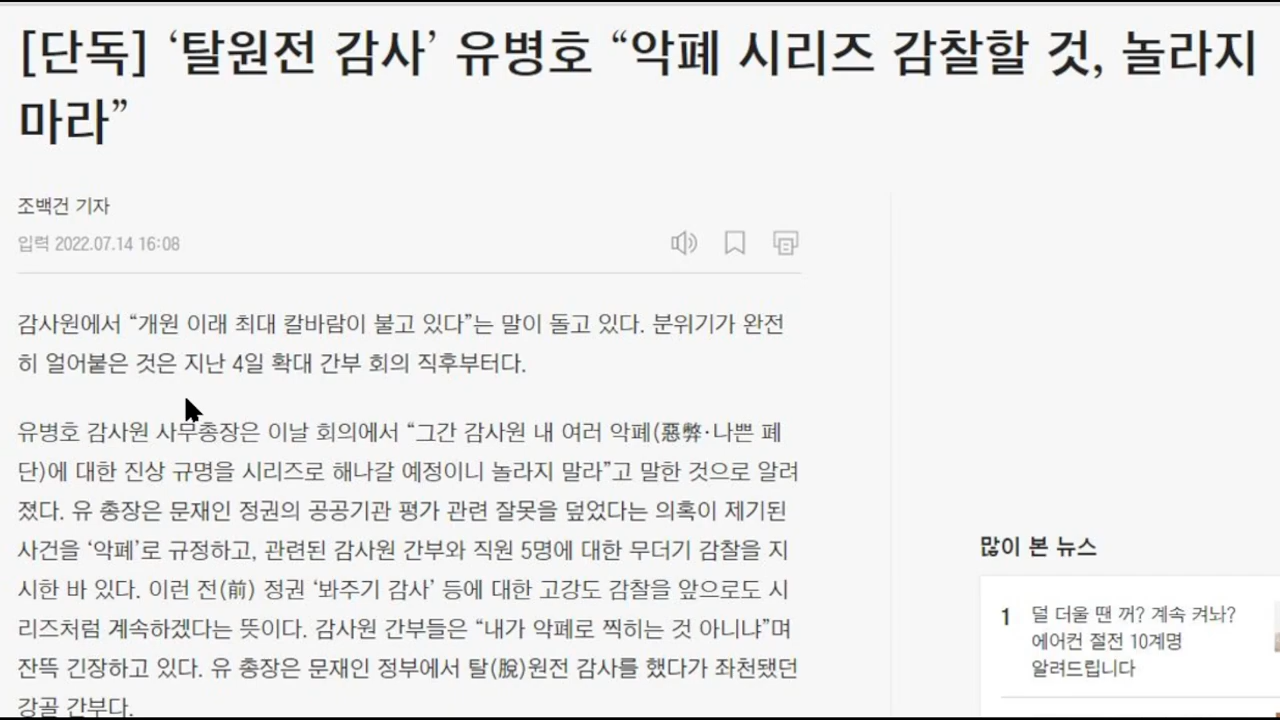 [단독] ‘탈원전 감사’ 유병호 “악폐 시리즈 감찰할 것, 놀라지
마라”
조백건 기자
입력 2022.07.14 16:08
감사원에서 “개원 이래 최대 칼바람이 불고 있다”는 말이 돌고 있다. 분위기가 완전
히 얼어붙은 것은 지난 4일 확대 간부 회의 직후부터다.
유병호 감사원 사무총장은 이날 회의에서 “그간 감사원 내 여러 악폐(惡弊·나쁜 폐
단)에 대한 진상 규명을 시리즈로 해나갈 예정이니 놀라지 말라”고 말한 것으로 알려
졌다. 유 총장은 문재인 정권의 공공기관 평가 관련 잘못을 덮었다는 의혹이 제기된
사건을 ‘악폐’로 규정하고, 관련된 감사원 간부와 직원 5명에 대한 무더기 감찰을 지
시한 바 있다. 이런 전(前) 정권 ‘봐주기 감사’ 등에 대한 고강도 감찰을 앞으로도 시
리즈처럼 계속하겠다는 뜻이다. 감사원 간부들은 “내가 악폐로 찍히는 것 아니냐”며
잔뜩 긴장하고 있다. 유 총장은 문재인 정부에서 탈(脫)원전 감사를 했다가 좌천됐던
강골 간부다.
많이 본 뉴스
1 덜 더울 땐 꺼? 계속 켜놔?
에어컨 절전 10계명
알려드립니다